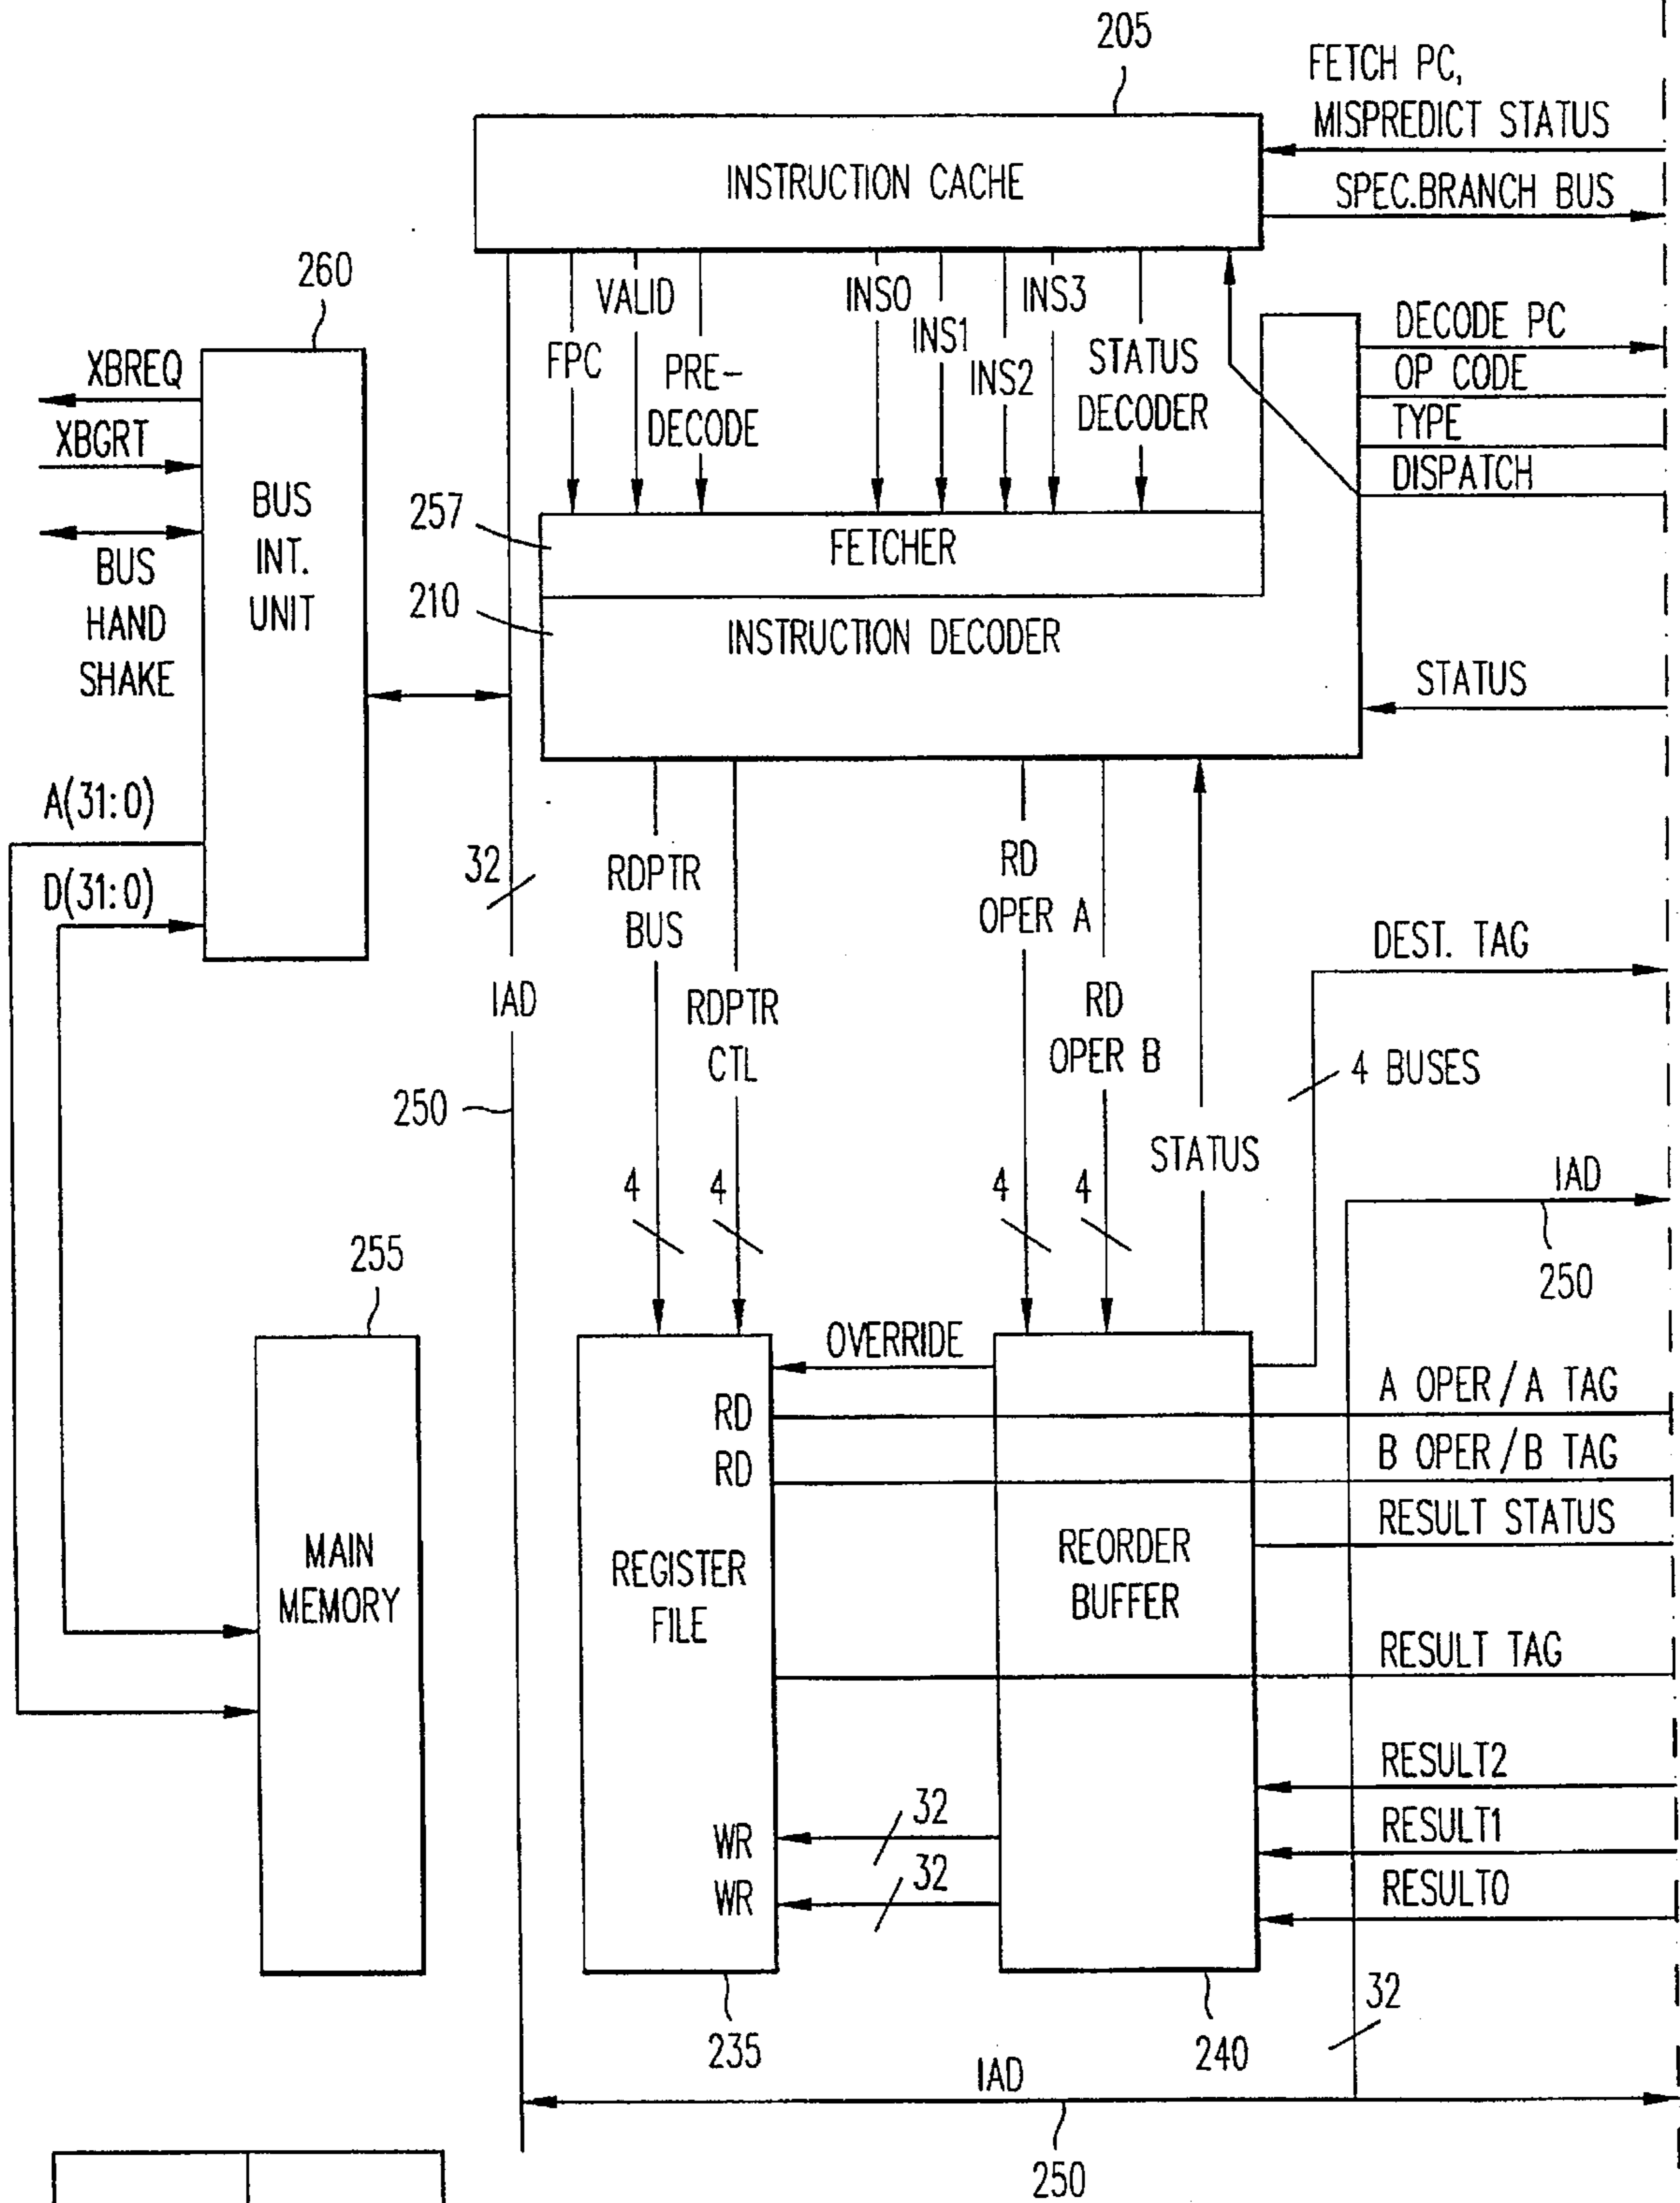 205
FETCH PC,
MISPREDICT STATUS
INSTRUCTION CACHE
SPEC.BRANCH BUS
260
VALID
INS0
INS3
FPC
INS1
PRE-
DECODE
INS2
STATUS
DECODER
DECODE PC
OP CODE
TYPE
DISPATCH
XBREQ
XBGRT
BUS
HAND
SHAKE
BUS
INT.
UNIT
257
FETCHER
210
INSTRUCTION DECODER
STATUS
A(31:0)
D(31:0)
32
IAD
250
RDPTR
BUS
RDPTR
CTL
RD
OPER A
RD
OPER B
STATUS
DEST. TAG
4 BUSES
4
4
4
4
IAD
250
255
MAIN
MEMORY
OVERRIDE
RD
RD
REGISTER
FILE
REORDER
BUFFER
A OPER/A TAG
B OPER/B TAG
RESULT STATUS
RESULT TAG
RESULT2
RESULT1
RESULT0
WR
32
WR
32
235
240
32
IAD
250